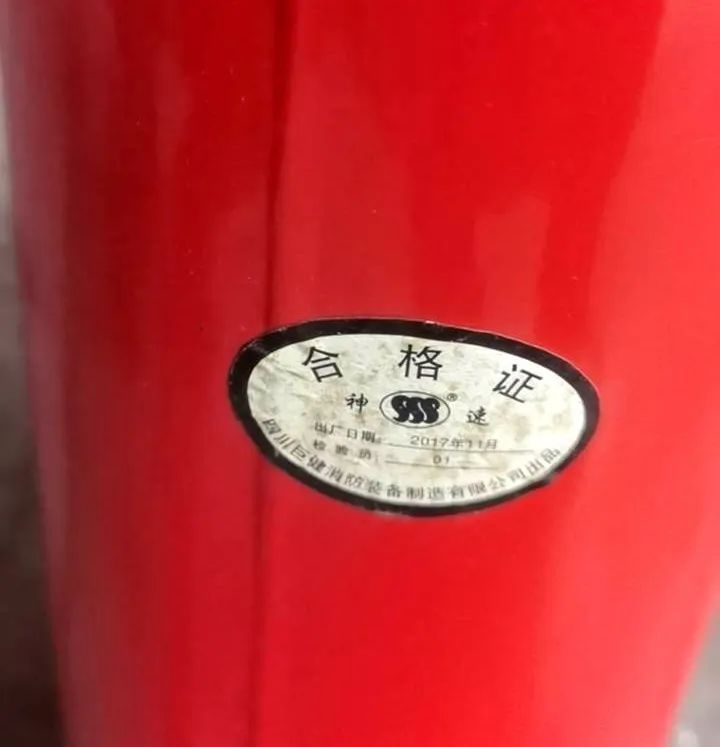 合格证
神 SSS® 速
出厂日期: 2017年11月
检验员: 01
四川巨健消防装备制造有限公司出品